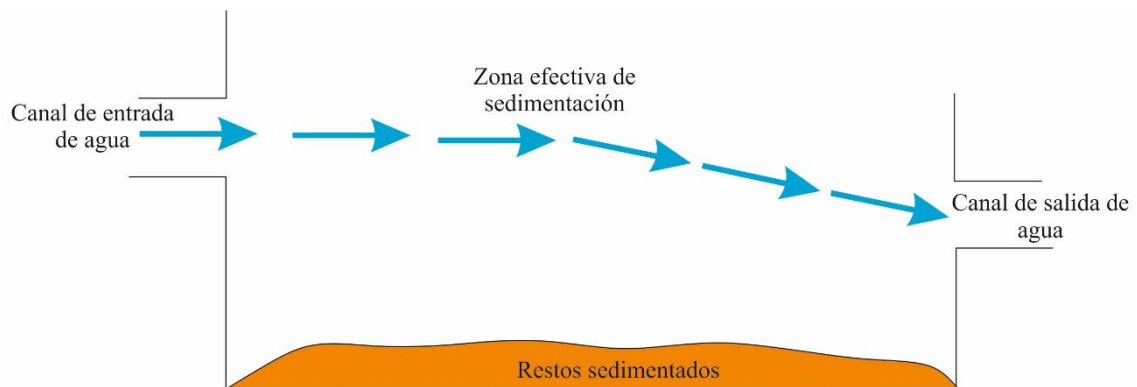 Zona efectiva de
sedimentación
Canal de entrada
de agua
Canal de salida de
agua
Restos sedimentados